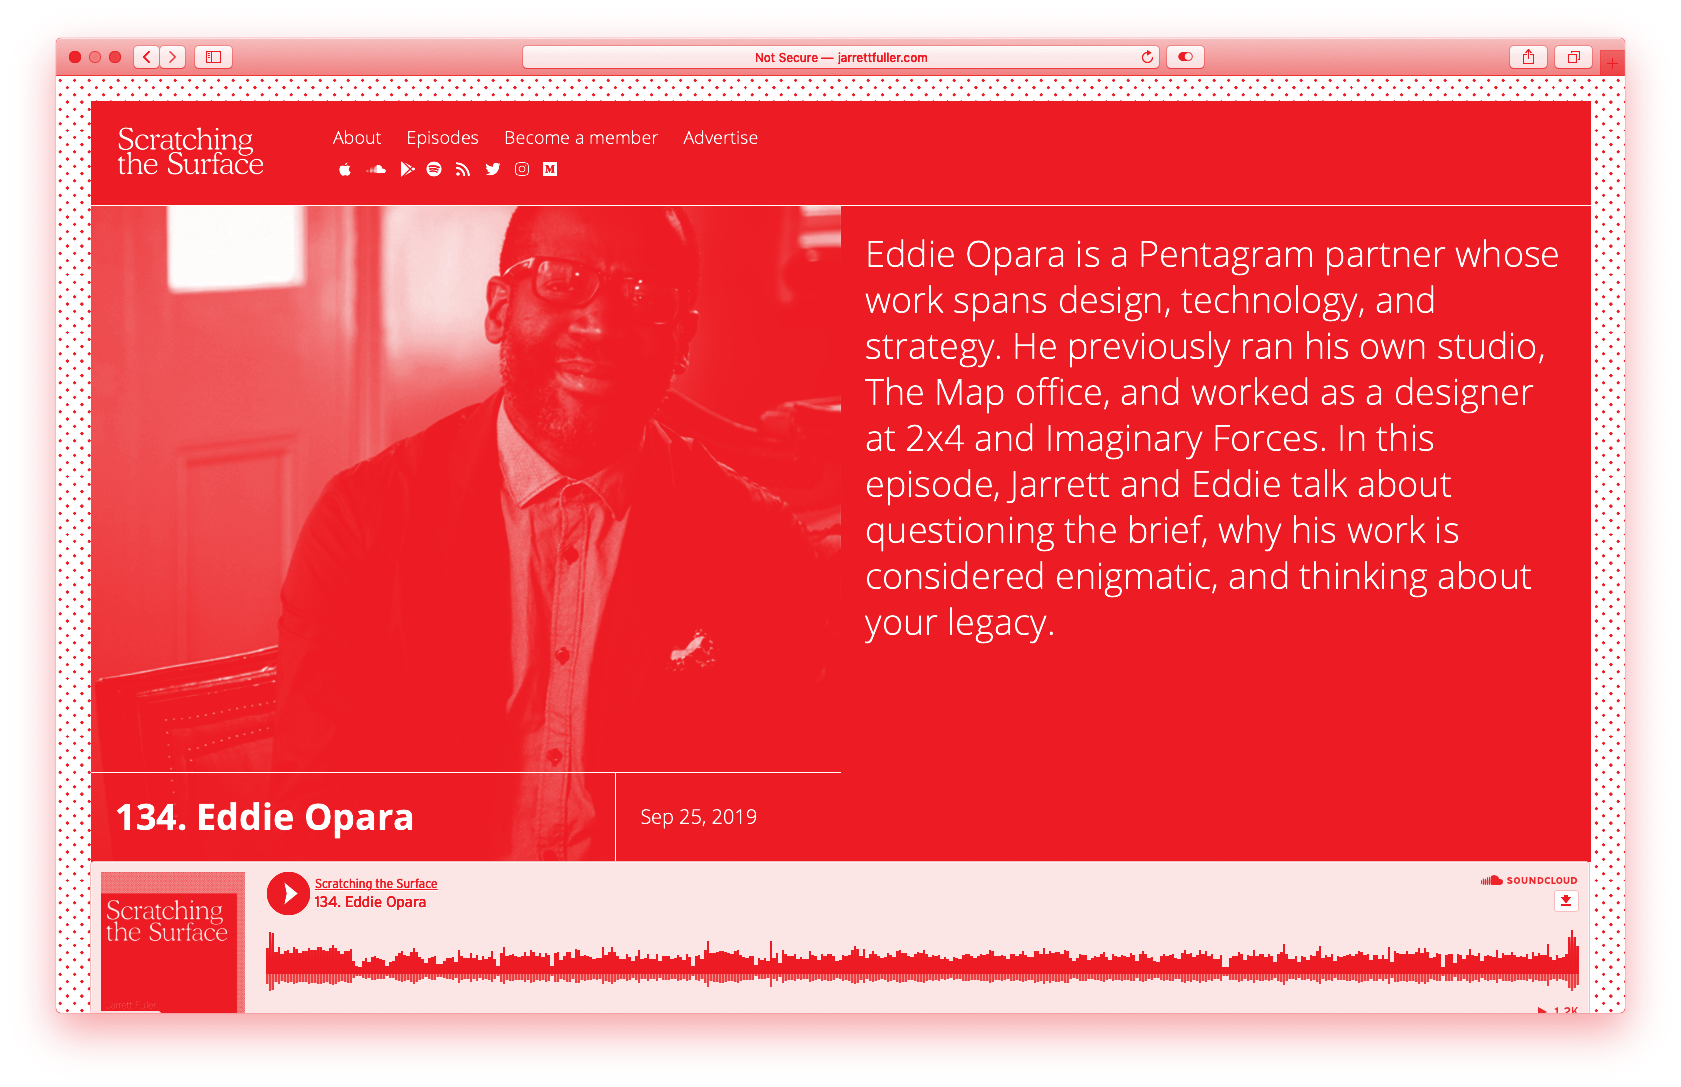 Not Secure — jarrettfuller.com
Scratching
the Surface
About Episodes Become a member Advertise
Eddie Opara is a Pentagram partner whose
work spans design, technology, and
strategy. He previously ran his own studio,
The Map office, and worked as a designer
at 2x4 and Imaginary Forces. In this
episode, Jarrett and Eddie talk about
questioning the brief, why his work is
considered enigmatic, and thinking about
your legacy.
134. Eddie Opara
Sep 25, 2019
Scratching the Surface
134. Eddie Opara
SOUNDCLOUD
Scratching
the Surface
Jarrett Fuller
1.2K